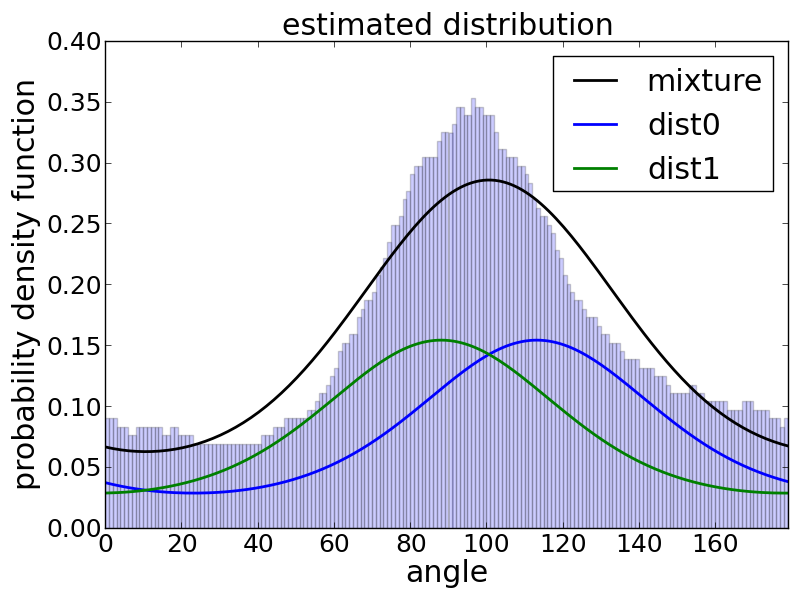 estimated distribution
probability density function
0.40
0.35
0.30
0.25
0.20
0.15
0.10
0.05
0.00
mixture
dist0
dist1
0 20 40 60 80 100 120 140 160
angle